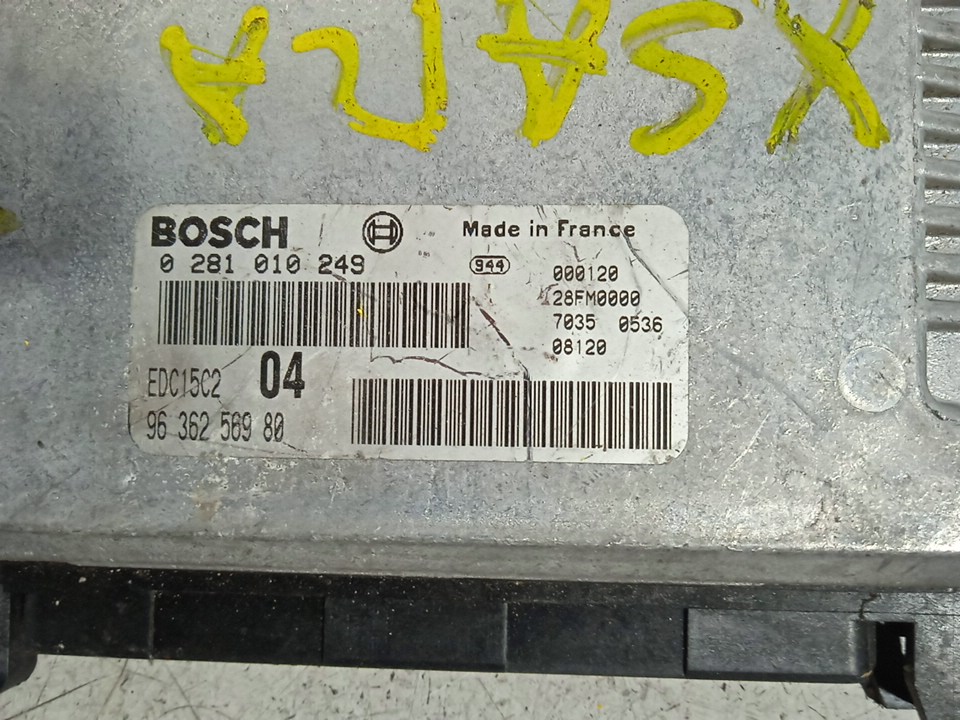 XSARA
BOSCH Made in France
0 281 010 249 944 000120
28FM0000
7035 0536
08120
EDC15C2 04
96 362 569 80